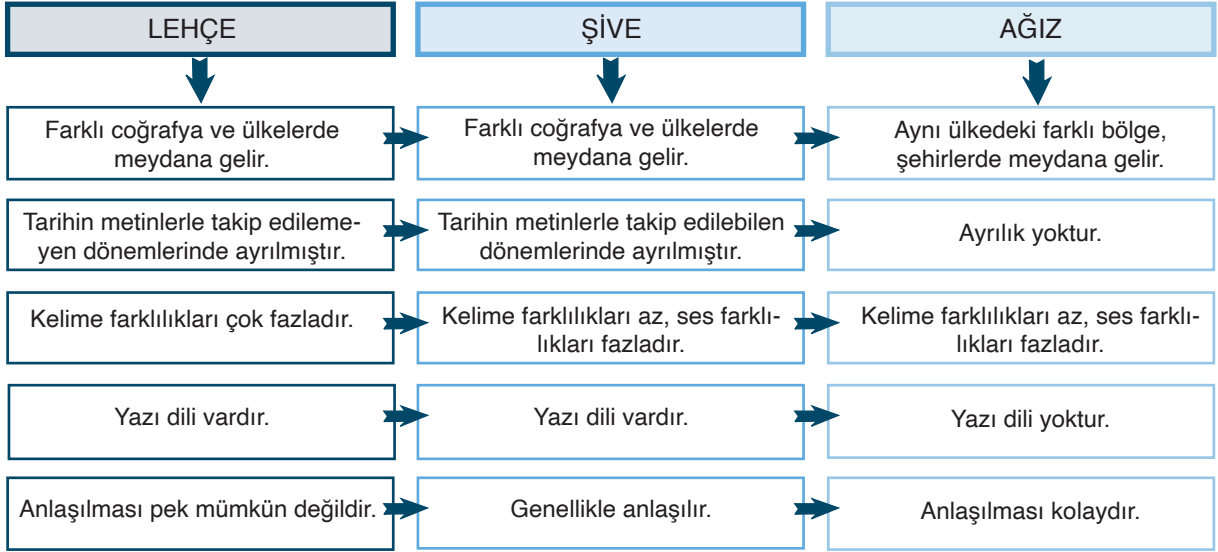 LEHÇE
ŞİVE
AĞIZ
Farklı coğrafya ve ülkelerde
meydana gelir.
Farklı coğrafya ve ülkelerde
meydana gelir.
Aynı ülkedeki farklı bölge,
şehirlerde meydana gelir.
Tarihin metinlerle takip edileme-
yen dönemlerinde ayrılmıştır.
Tarihin metinlerle takip edilebilen
dönemlerinde ayrılmıştır.
Ayrılık yoktur.
Kelime farklılıkları çok fazladır.
Kelime farklılıkları az, ses farklı-
lıkları fazladır.
Kelime farklılıkları az, ses farklı-
lıkları fazladır.
Yazı dili vardır.
Yazı dili vardır.
Yazı dili yoktur.
Anlaşılması pek mümkün değildir.
Genellikle anlaşılır.
Anlaşılması kolaydır.